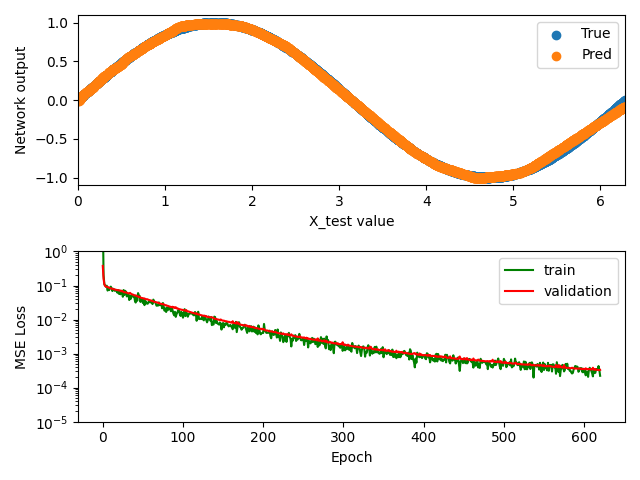 1.0
0.5
0.0
−0.5
−1.0
Network output
True
Pred
0 1 2 3 4 5 6
X_test value
10⁰
10⁻¹
10⁻²
10⁻³
10⁻⁴
10⁻⁵
MSE Loss
train
validation
0 100 200 300 400 500 600
Epoch